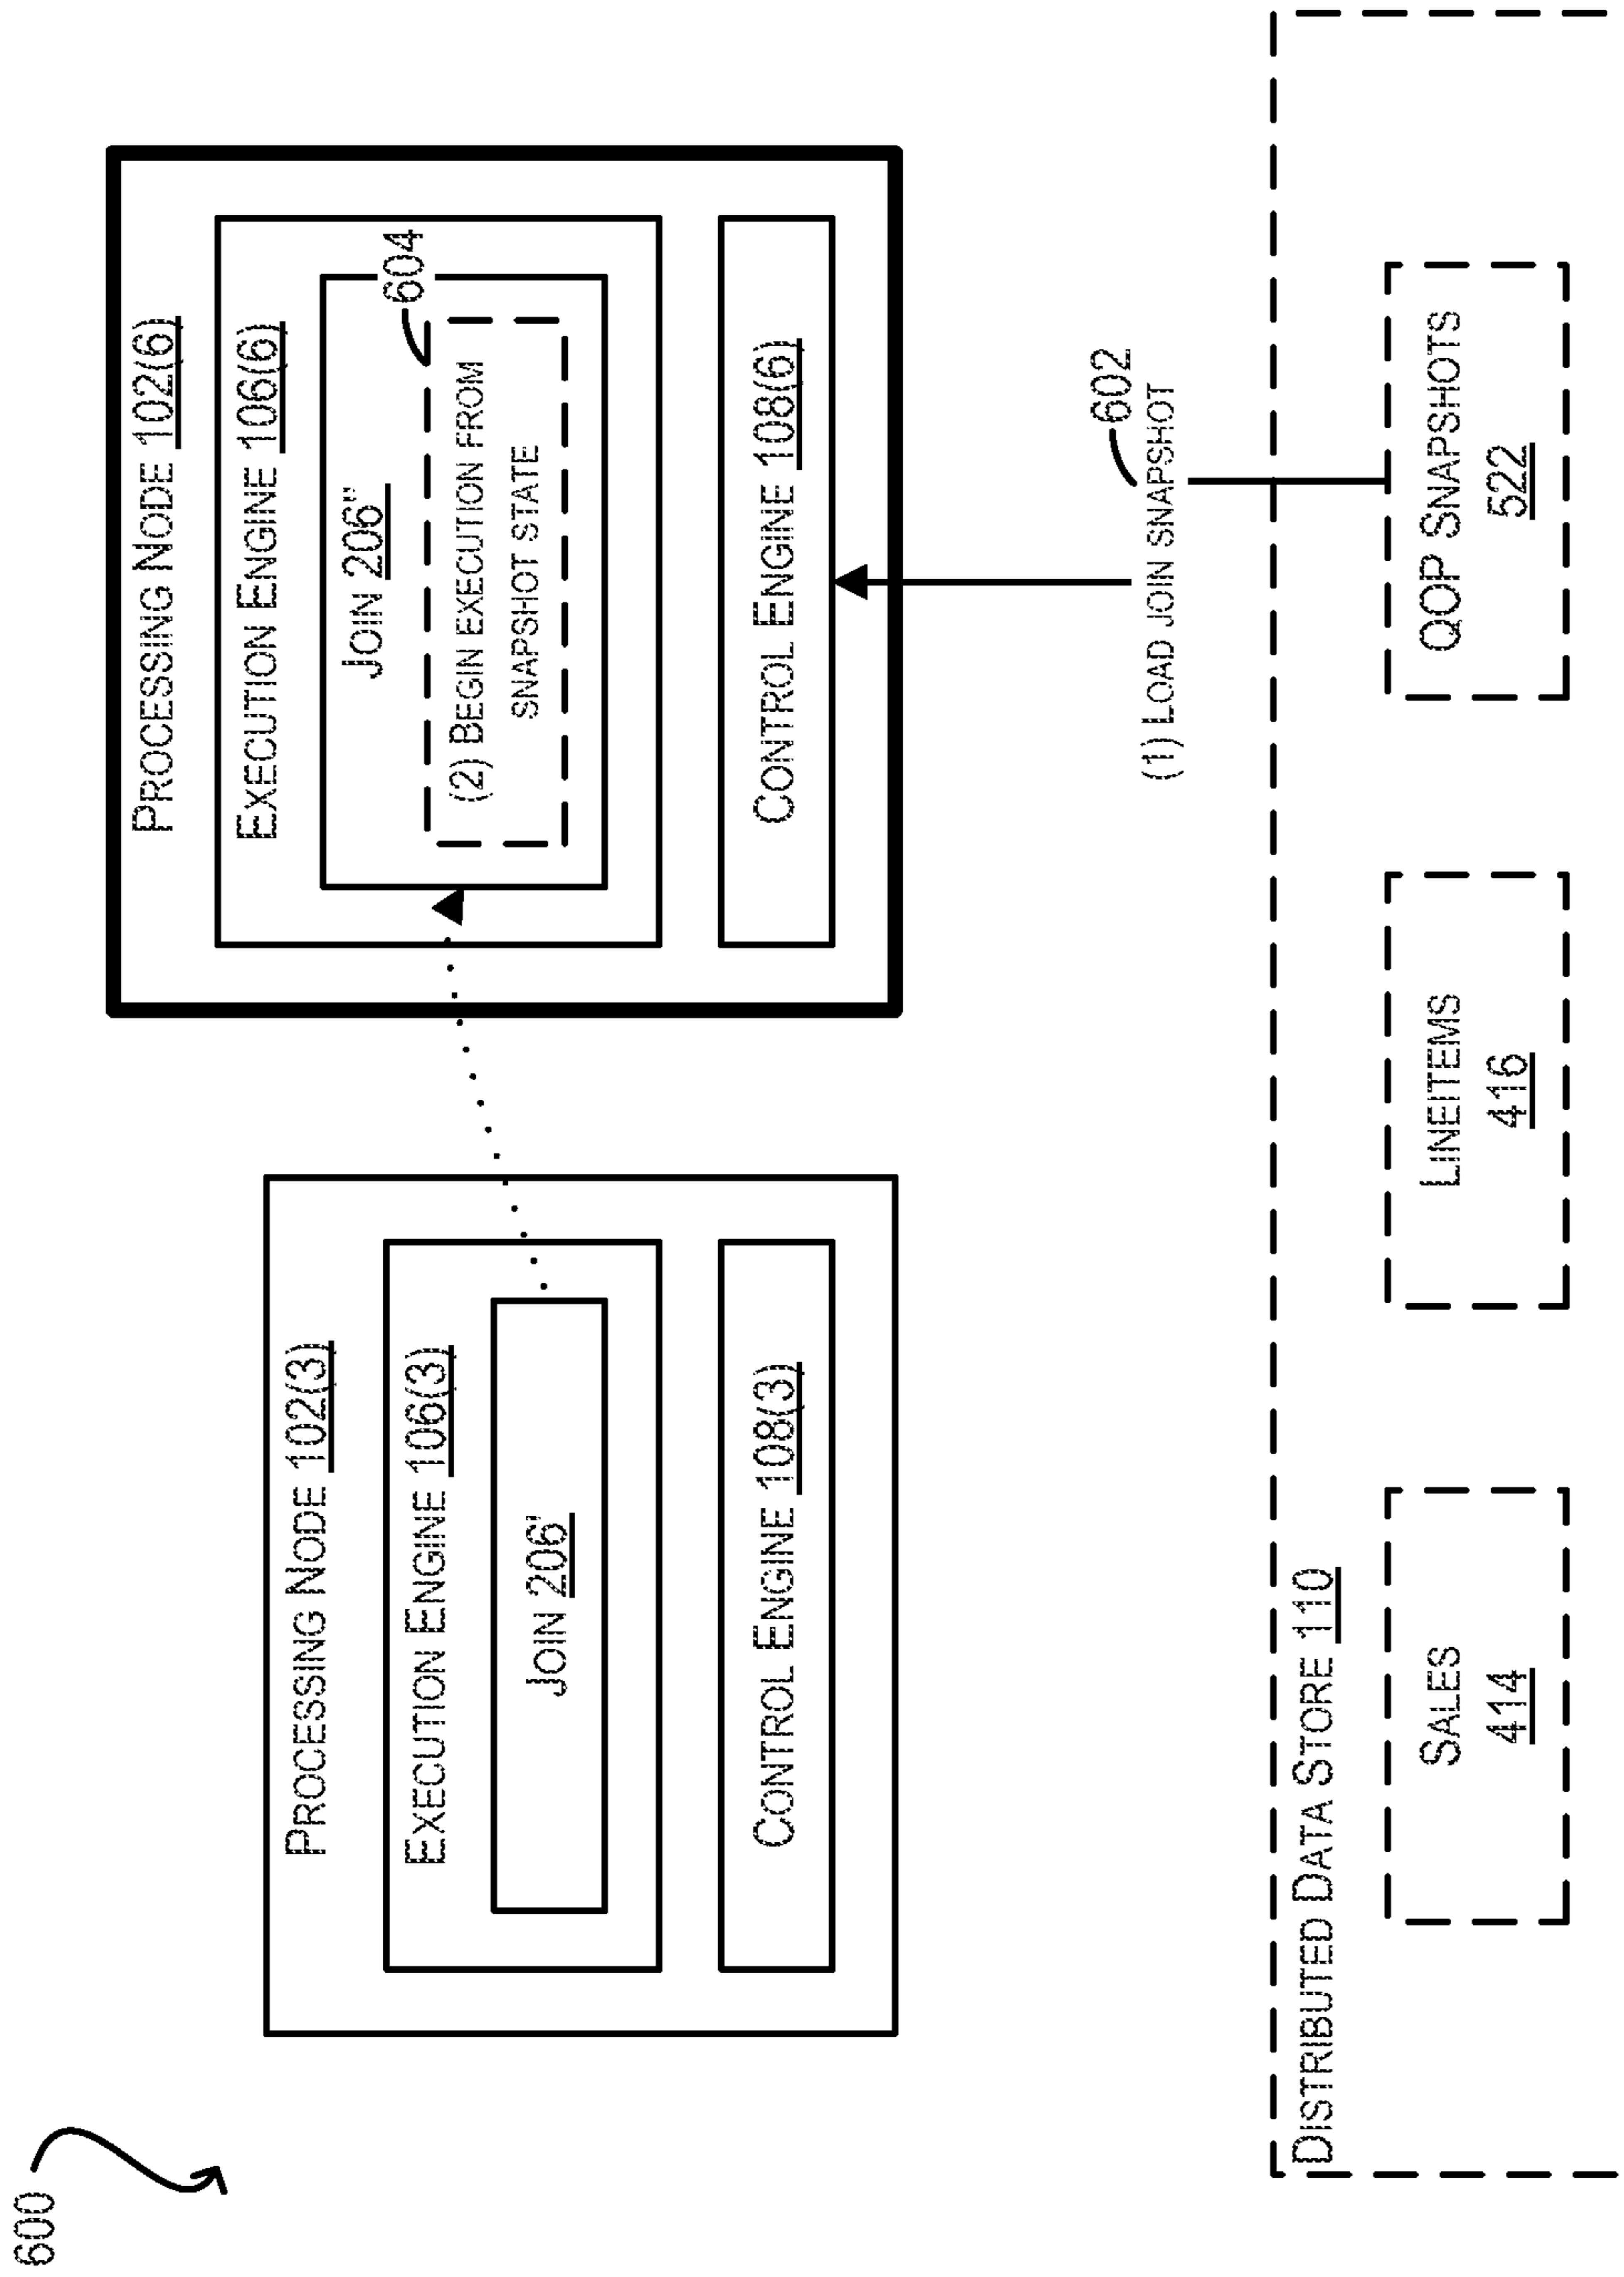 600
PROCESSING NODE 102(3)
EXECUTION ENGINE 106(3)
JOIN 206'
CONTROL ENGINE 108(3)
PROCESSING NODE 102(6)
EXECUTION ENGINE 106(6)
JOIN 206"
604
(2) BEGIN EXECUTION FROM
SNAPSHOT STATE
CONTROL ENGINE 108(6)
602
(1) LOAD JOIN SNAPSHOT
DISTRIBUTED DATA STORE 110
SALES
414
LINEITEMS
416
QOP SNAPSHOTS
522